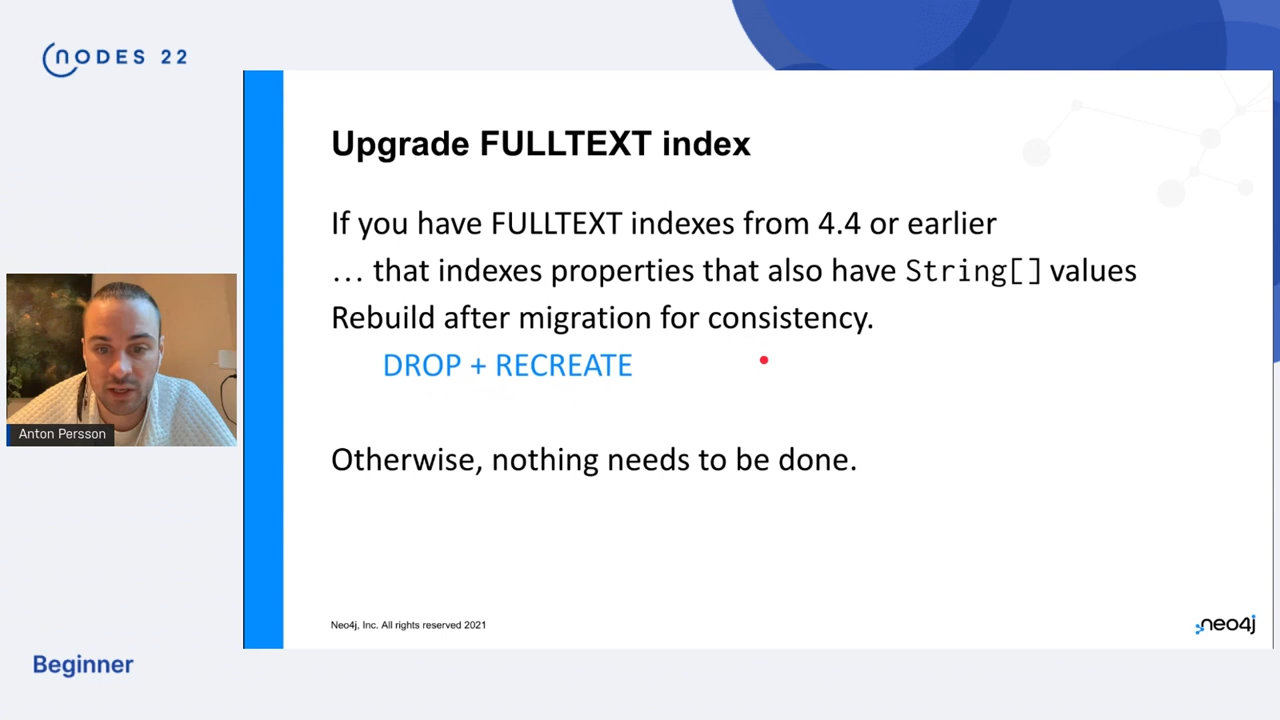 NODES 22
Upgrade FULLTEXT index
If you have FULLTEXT indexes from 4.4 or earlier
… that indexes properties that also have String[] values
Rebuild after migration for consistency.
DROP + RECREATE
Otherwise, nothing needs to be done.
Anton Persson
Neo4j, Inc. All rights reserved 2021
neo4j
Beginner